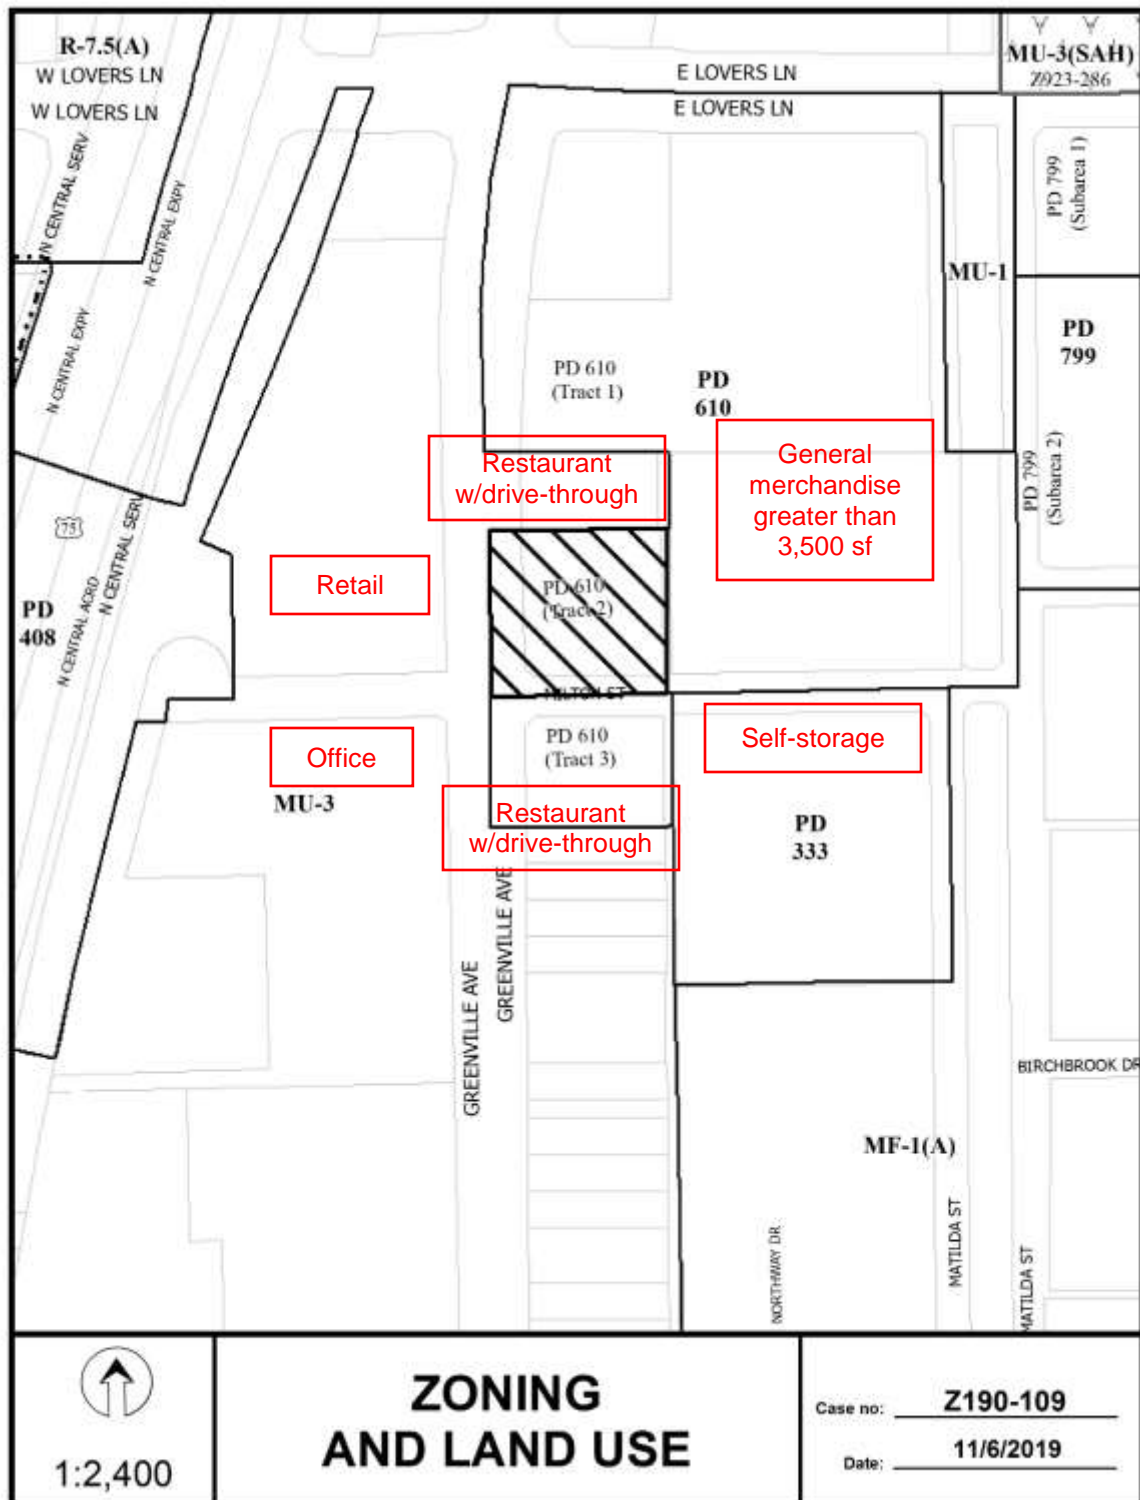 R-7.5(A)
W LOVERS LN
W LOVERS LN
E LOVERS LN
E LOVERS LN
MU-3(SAH)
Z923-286
N CENTRAL SERV
N CENTRAL EXPY
N CENTRAL EXPY
PD 799
(Subarea 1)
MU-1
PD
799
PD 610
(Tract 1)
PD
610
Restaurant
w/drive-through
General
merchandise
greater than
3,500 sf
PD 799
(Subarea 2)
75
N CENTRAL SERV
N CENTRAL ACRD
Retail
PD 610
(Tract 2)
PD
408
MILTON ST
PD 610
(Tract 3)
Self-storage
Office
MU-3
Restaurant
w/drive-through
PD
333
GREENVILLE AVE
GREENVILLE AVE
BIRCHBROOK DR
MF-1(A)
NORTHWAY DR
MATILDA ST
MATILDA ST
1:2,400
ZONING
AND LAND USE
Case no: Z190-109
Date: 11/6/2019